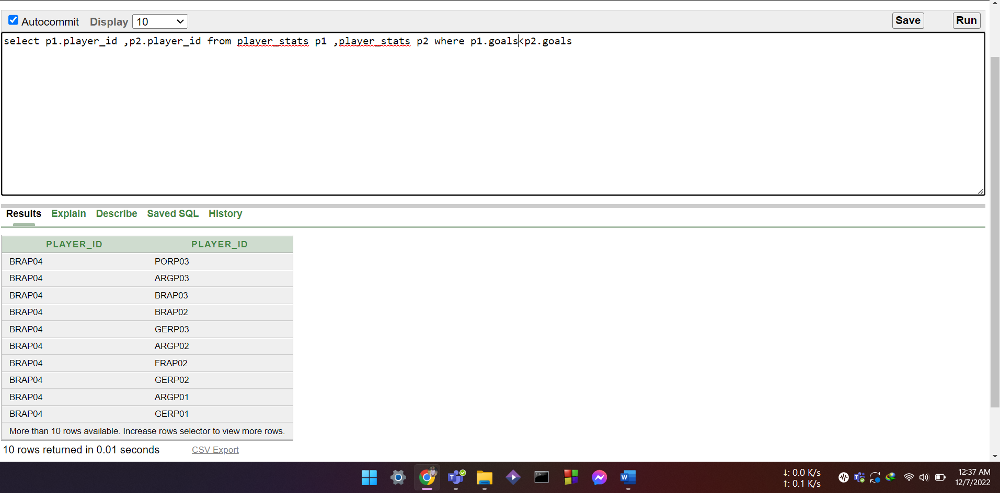 Autocommit Display 10 Save Run
select p1.player_id ,p2.player_id from player_stats p1 ,player_stats p2 where p1.goals<p2.goals
Results Explain Describe Saved SQL History
PLAYER_ID PLAYER_ID
BRAP04 PORP03
BRAP04 ARGP03
BRAP04 BRAP03
BRAP04 BRAP02
BRAP04 GERP03
BRAP04 ARGP02
BRAP04 FRAP02
BRAP04 GERP02
BRAP04 ARGP01
BRAP04 GERP01
More than 10 rows available. Increase rows selector to view more rows.
10 rows returned in 0.01 seconds CSV Export
↓: 0.0 K/s 12:37 AM
↑: 0.1 K/s 12/7/2022